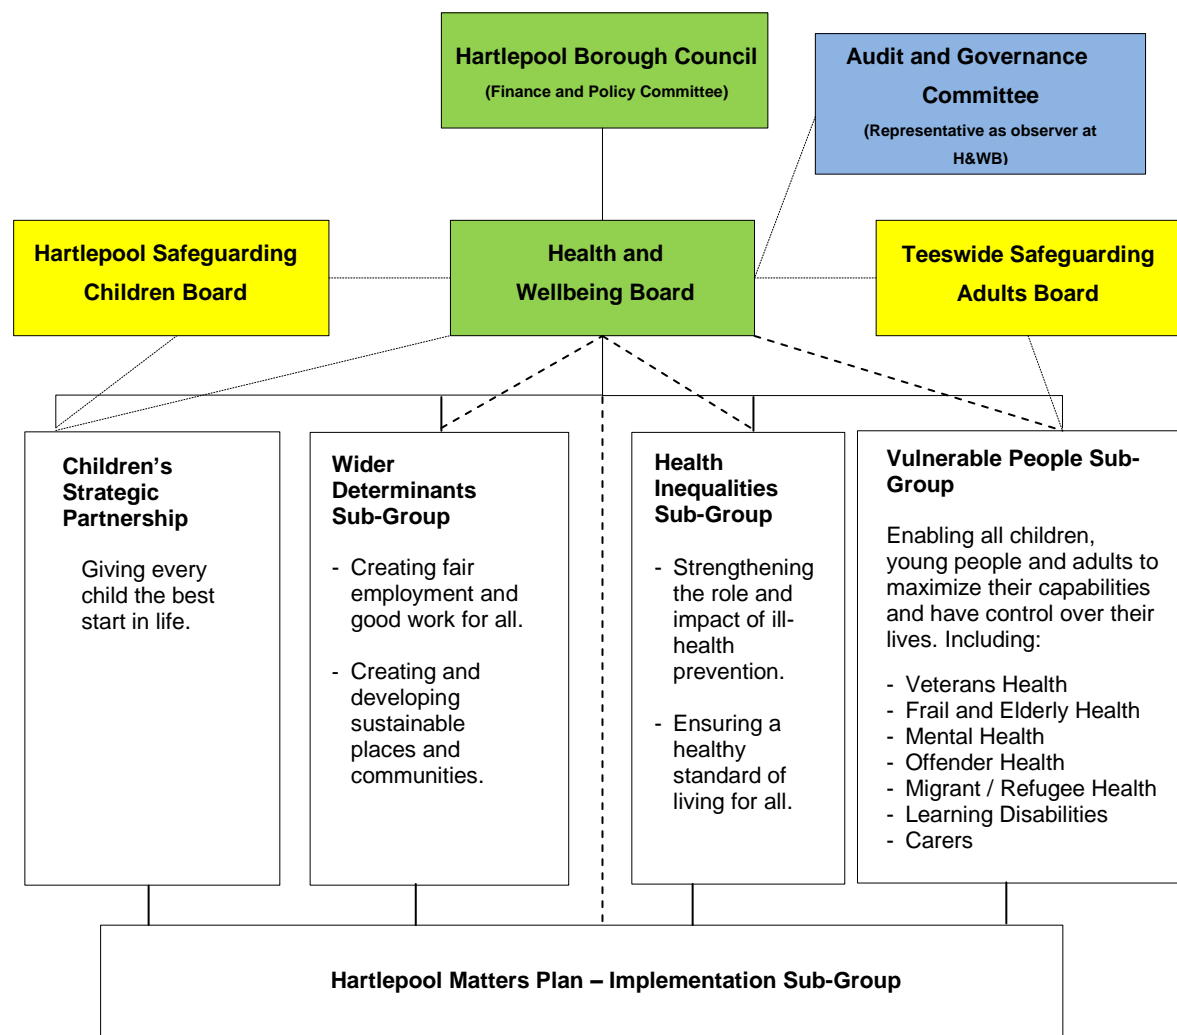 Hartlepool Borough Council
(Finance and Policy Committee)
Audit and Governance
Committee
(Representative as observer at
H&WB)
Hartlepool Safeguarding
Children Board
Health and
Wellbeing Board
Teeswide Safeguarding
Adults Board
Children's
Strategic
Partnership
Giving every
child the best
start in life.
Wider
Determinants
Sub-Group
- Creating fair
employment and
good work for all.
- Creating and
developing
sustainable
places and
communities.
Health
Inequalities
Sub-Group
- Strengthening
the role and
impact of ill-
health
prevention.
- Ensuring a
healthy
standard of
living for all.
Vulnerable People Sub-
Group
Enabling all children,
young people and adults to
maximize their capabilities
and have control over their
lives. Including:
- Veterans Health
- Frail and Elderly Health
- Mental Health
- Offender Health
- Migrant / Refugee Health
- Learning Disabilities
- Carers
Hartlepool Matters Plan – Implementation Sub-Group